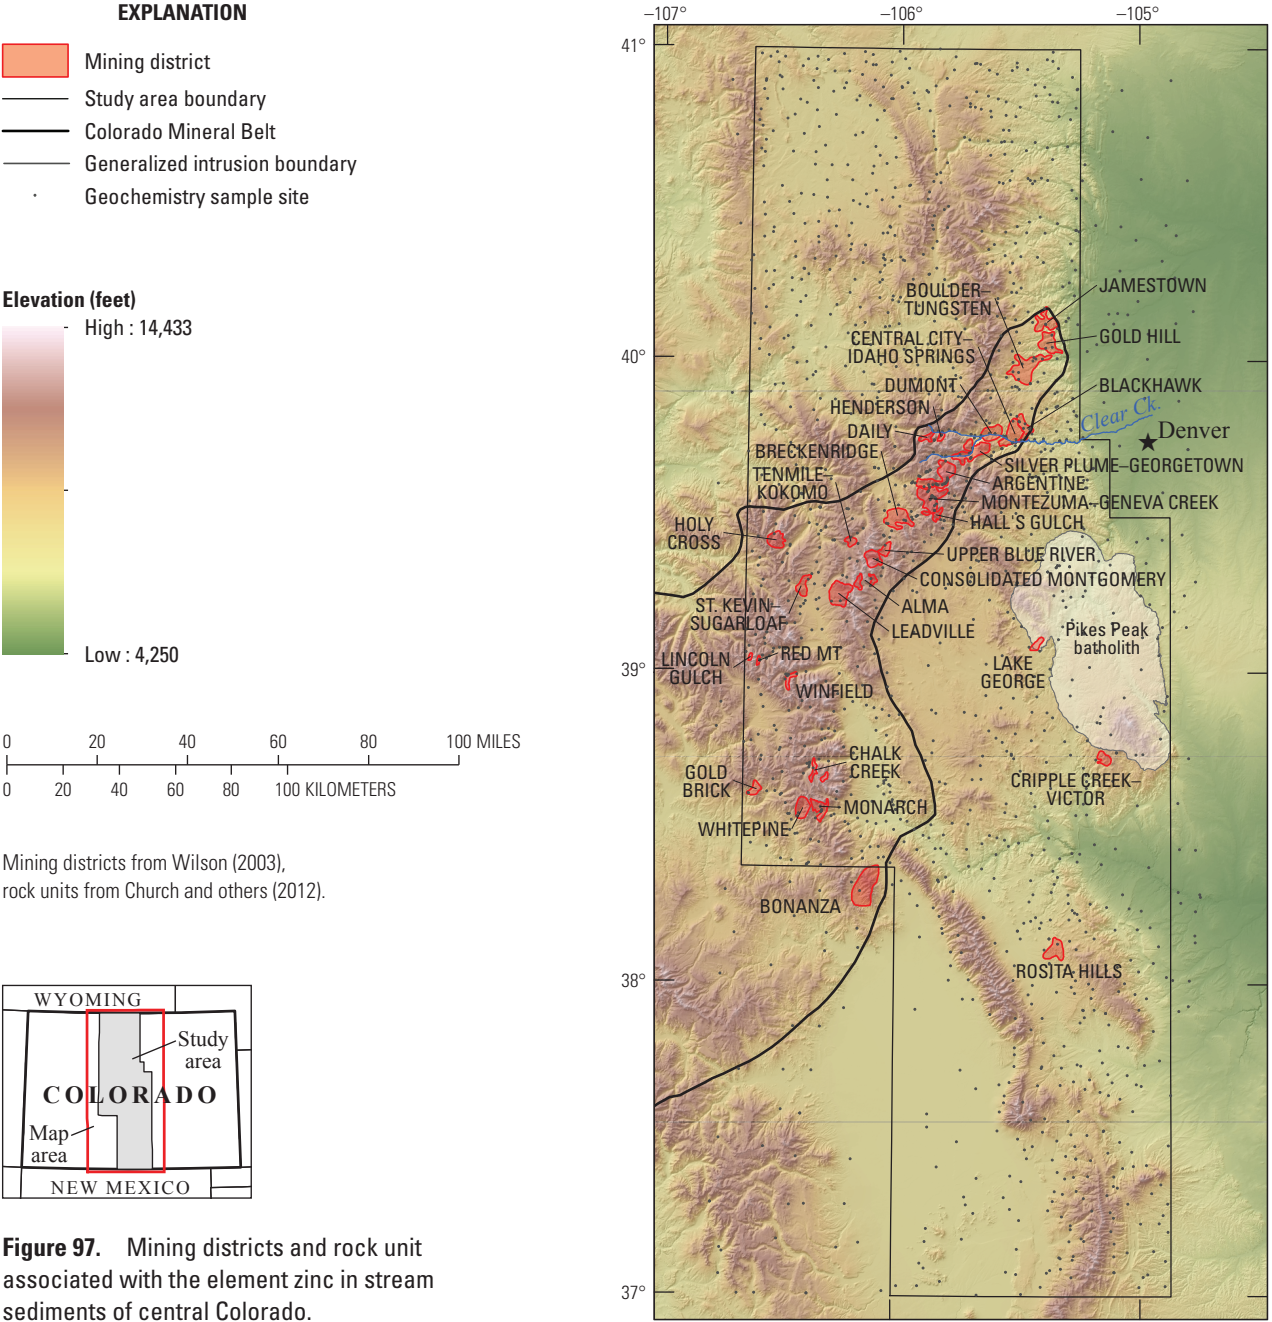 EXPLANATION
Mining district
Study area boundary
Colorado Mineral Belt
Generalized intrusion boundary
Geochemistry sample site
Elevation (feet)
High : 14,433
Low : 4,250
0 20 40 60 80 100 MILES
0 20 40 60 80 100 KILOMETERS
Mining districts from Wilson (2003),
rock units from Church and others (2012).
WYOMING
Study
area
COLORADO
Map
area
NEW MEXICO
Figure 97. Mining districts and rock unit
associated with the element zinc in stream
sediments of central Colorado.
–107° –106° –105°
41°
40°
39°
38°
37°
JAMESTOWN
BOULDER–
TUNGSTEN
GOLD HILL
CENTRAL CITY–
IDAHO SPRINGS
DUMONT
BLACKHAWK
HENDERSON
Clear Ck.
DAILY
Denver
BRECKENRIDGE
SILVER PLUME–GEORGETOWN
TENMILE–
KOKOMO
ARGENTINE
MONTEZUMA–GENEVA CREEK
HALL'S GULCH
HOLY
CROSS
UPPER BLUE RIVER
CONSOLIDATED MONTGOMERY
ST. KEVIN–
SUGARLOAF
ALMA
LEADVILLE
Pikes Peak
batholith
RED MT
LINCOLN
GULCH
LAKE
GEORGE
WINFIELD
CHALK
CREEK
GOLD
BRICK
CRIPPLE CREEK–
VICTOR
MONARCH
WHITEPINE
BONANZA
ROSITA HILLS